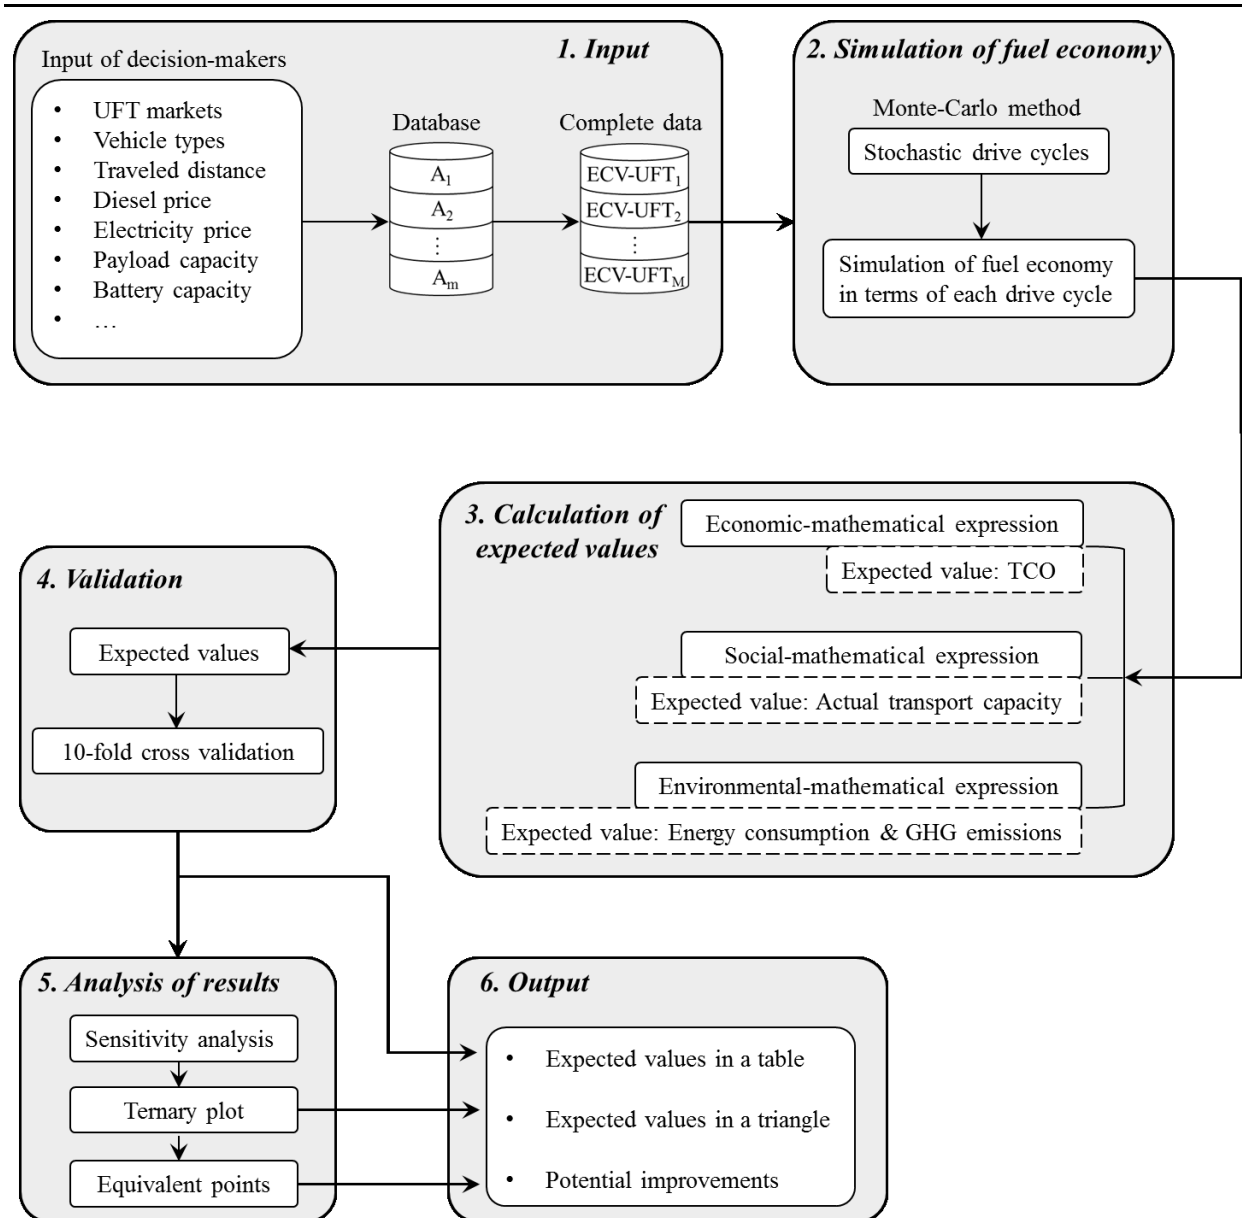 1. Input
Input of decision-makers
• UFT markets
• Vehicle types
• Traveled distance
• Diesel price
• Electricity price
• Payload capacity
• Battery capacity
• …
Database
A₁
A₂
⋮
Aₘ
Complete data
ECV-UFT₁
ECV-UFT₂
⋮
ECV-UFT_M
2. Simulation of fuel economy
Monte-Carlo method
Stochastic drive cycles
Simulation of fuel economy
in terms of each drive cycle
3. Calculation of
expected values
Economic-mathematical expression
Expected value: TCO
Social-mathematical expression
Expected value: Actual transport capacity
Environmental-mathematical expression
Expected value: Energy consumption & GHG emissions
4. Validation
Expected values
10-fold cross validation
5. Analysis of results
Sensitivity analysis
Ternary plot
Equivalent points
6. Output
• Expected values in a table
• Expected values in a triangle
• Potential improvements